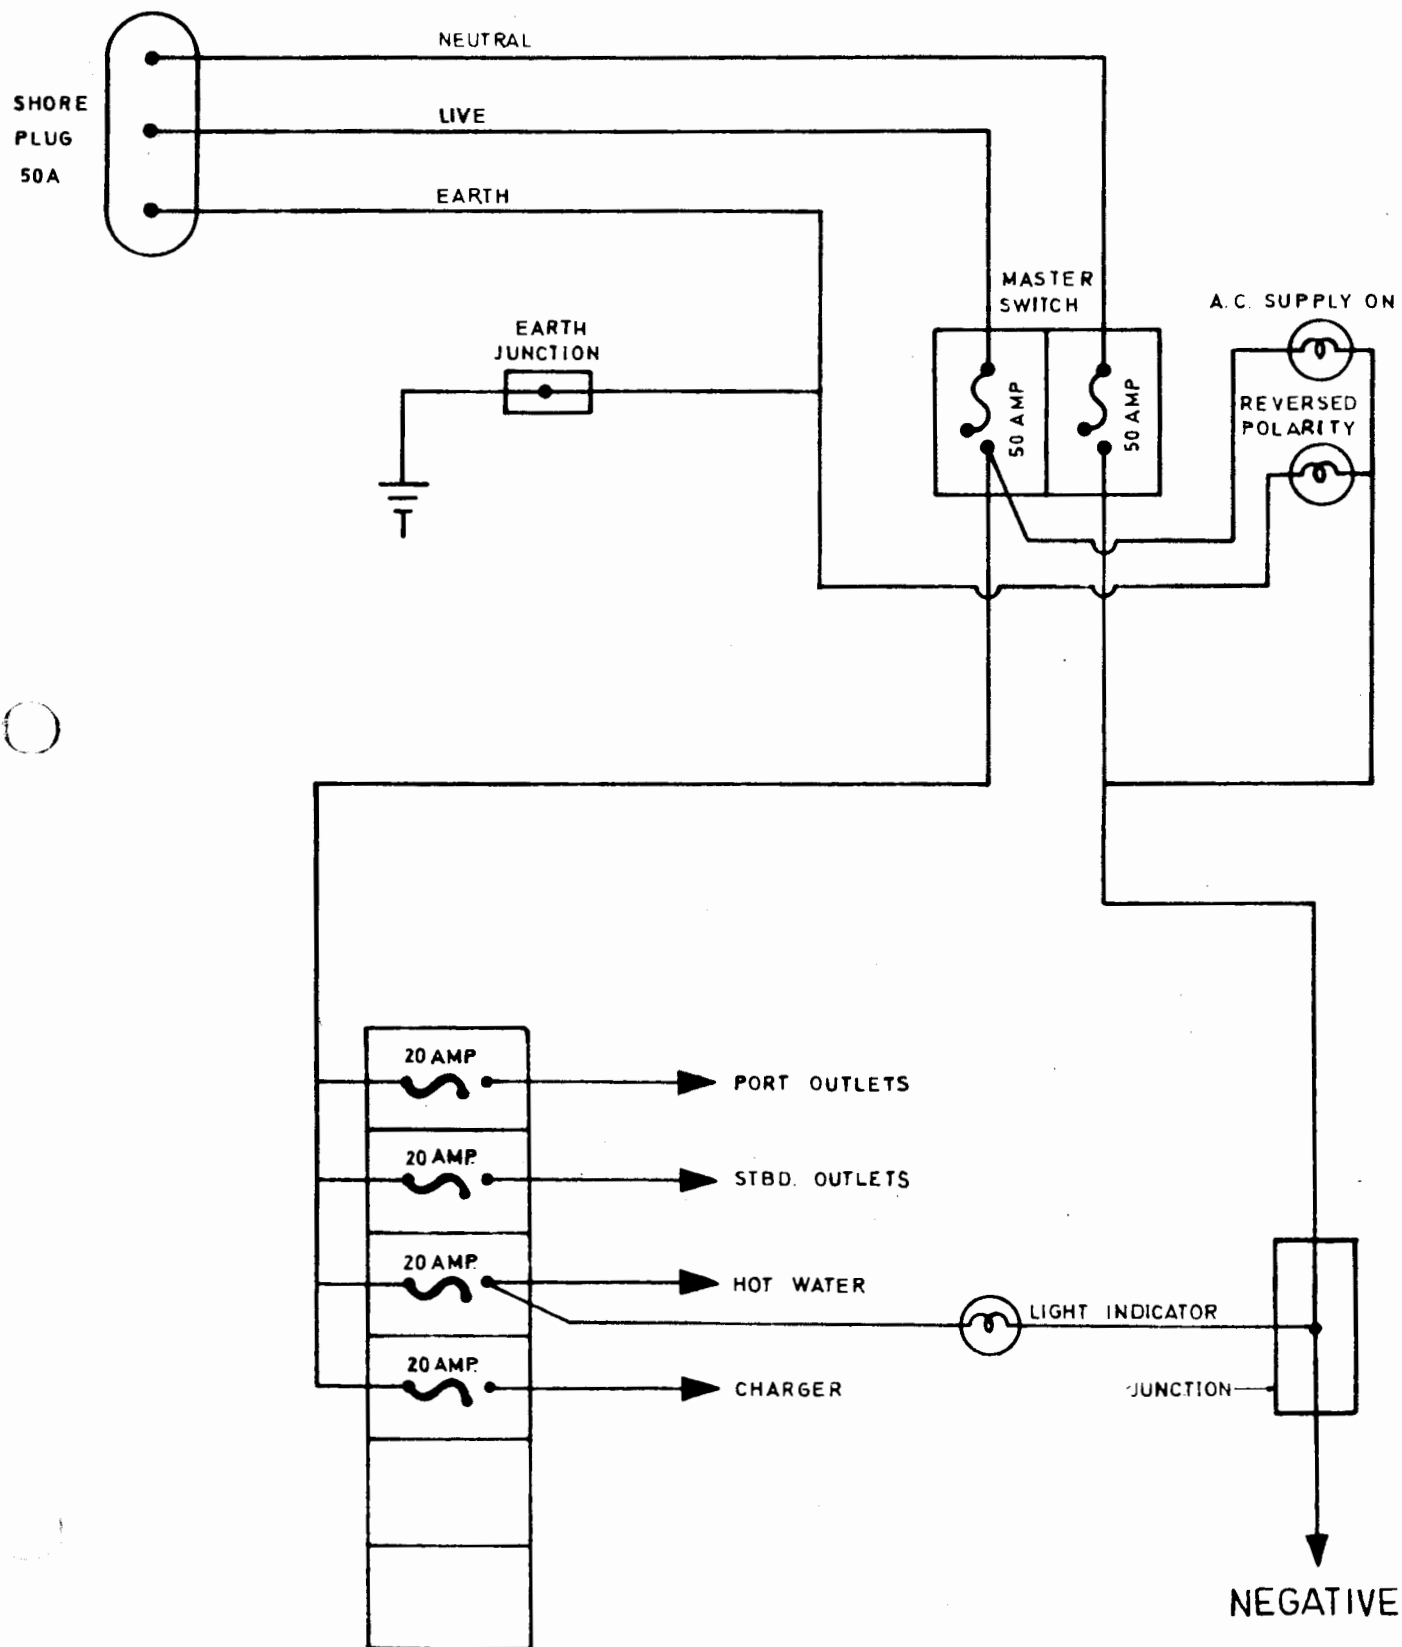 NEUTRAL
SHORE
PLUG
50A
LIVE
EARTH
MASTER
SWITCH
A.C. SUPPLY ON
EARTH
JUNCTION
50 AMP
50 AMP
REVERSED
POLARITY
20 AMP
PORT OUTLETS
20 AMP.
STBD. OUTLETS
20 AMP.
HOT WATER
LIGHT INDICATOR
20 AMP.
CHARGER
JUNCTION
NEGATIVE